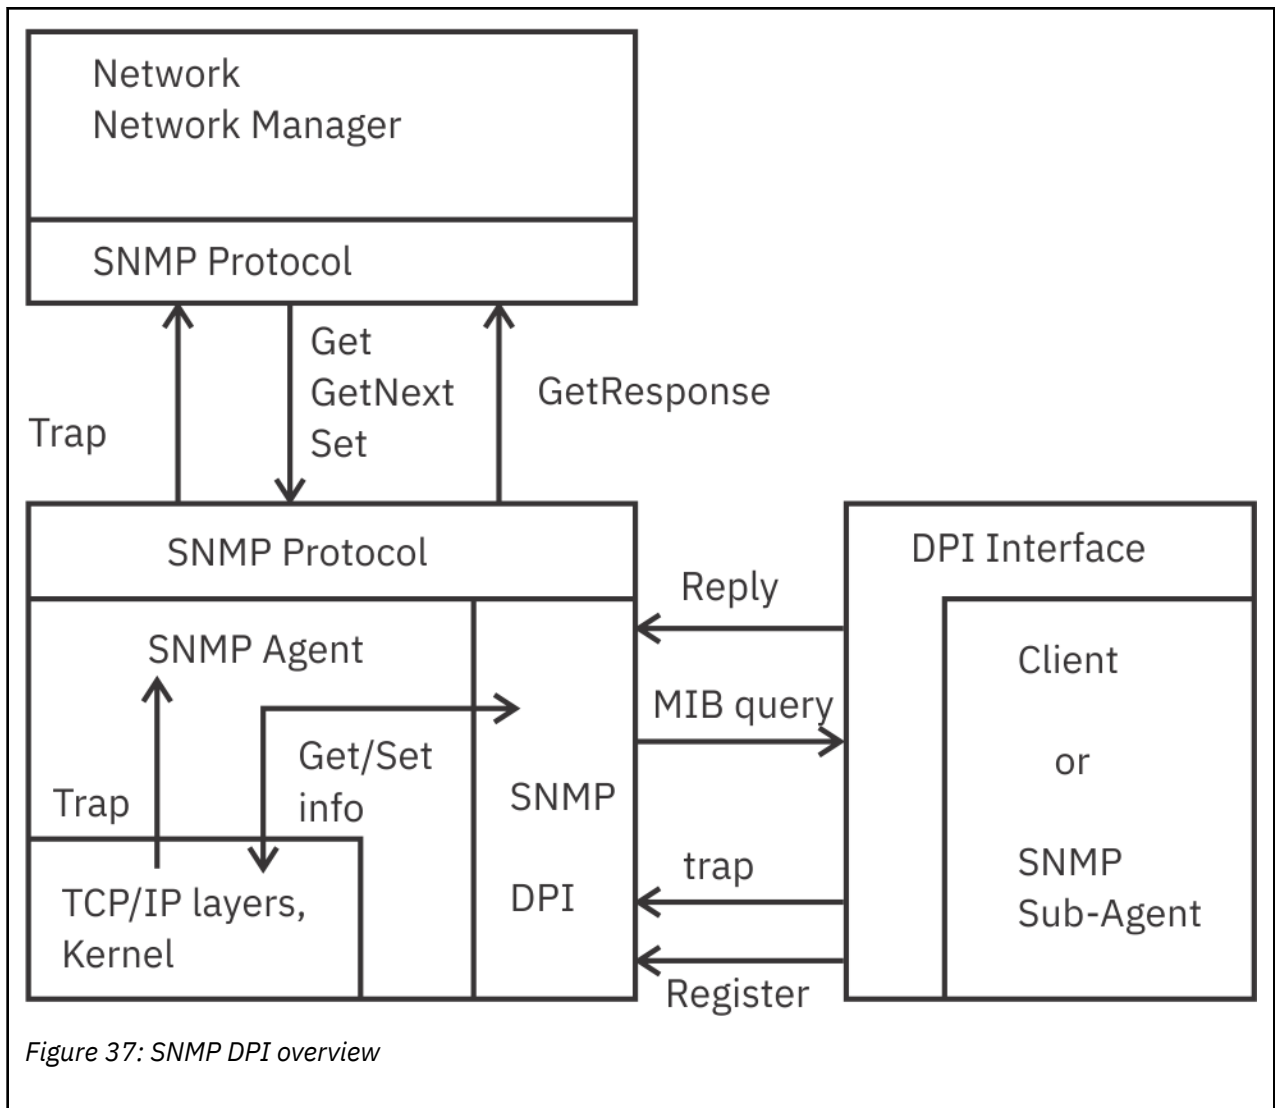 Network
Network Manager
SNMP Protocol
Get
GetNext
Set
GetResponse
Trap
SNMP Protocol
DPI Interface
Reply
SNMP Agent
Client
MIB query
Get/Set
info
or
Trap
SNMP
DPI
trap
SNMP
Sub-Agent
TCP/IP layers,
Kernel
Register
Figure 37: SNMP DPI overview